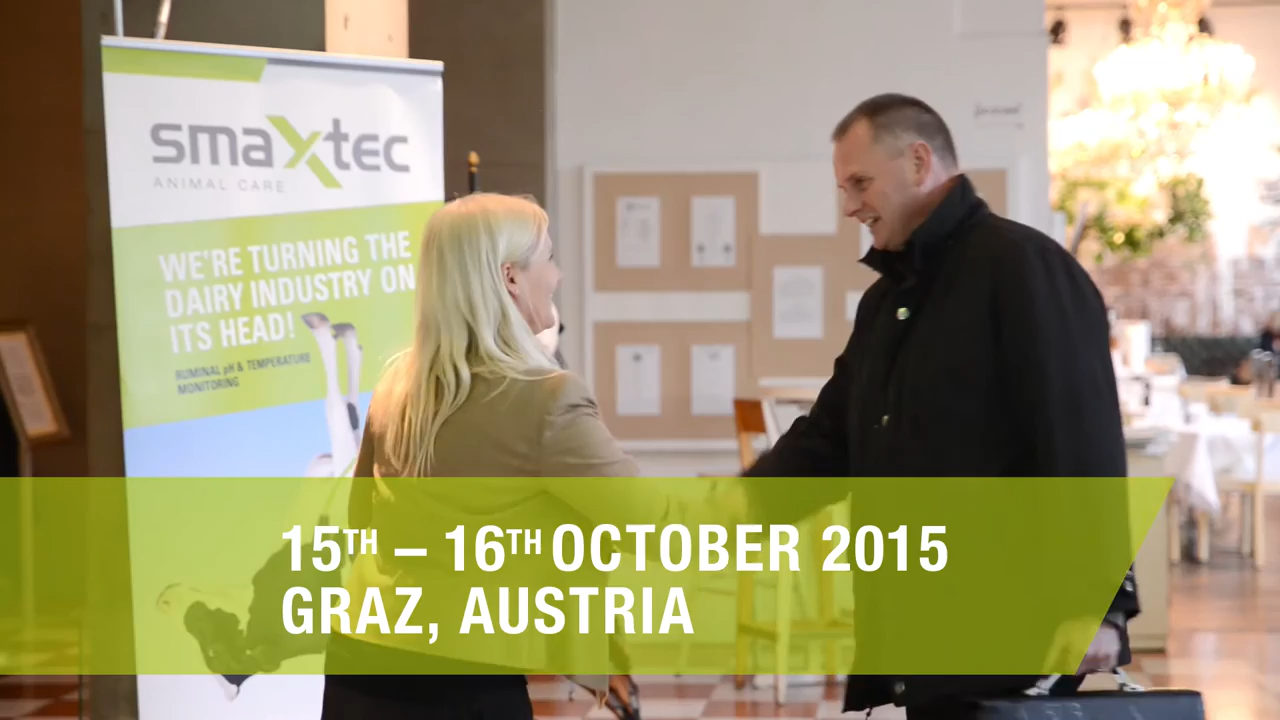 smaxtec
ANIMAL CARE
WE'RE TURNING THE
DAIRY INDUSTRY ON
ITS HEAD!
RUMINAL pH & TEMPERATURE
MONITORING
15TH – 16TH OCTOBER 2015
GRAZ, AUSTRIA